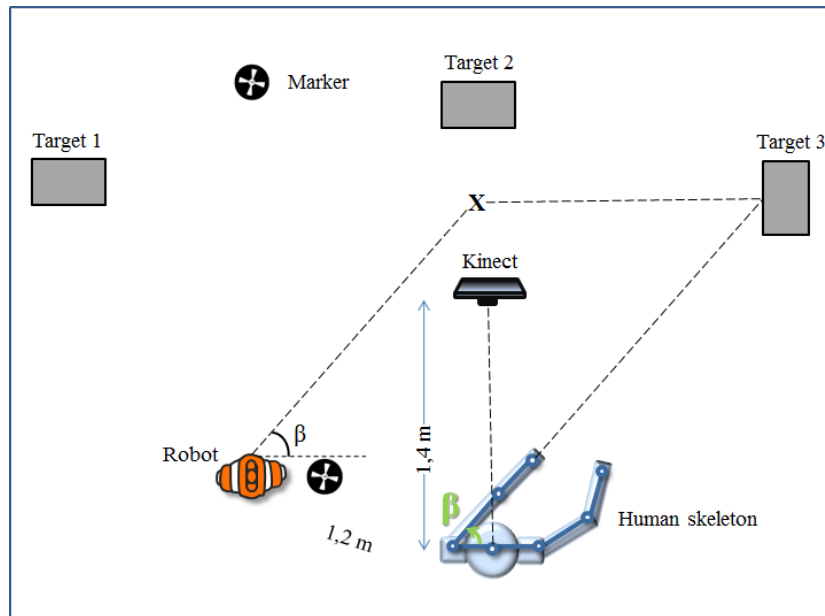 Target 2
Marker
Target 1
Target 3
X
Kinect
β
Robot
1,4 m
β
Human skeleton
1,2 m